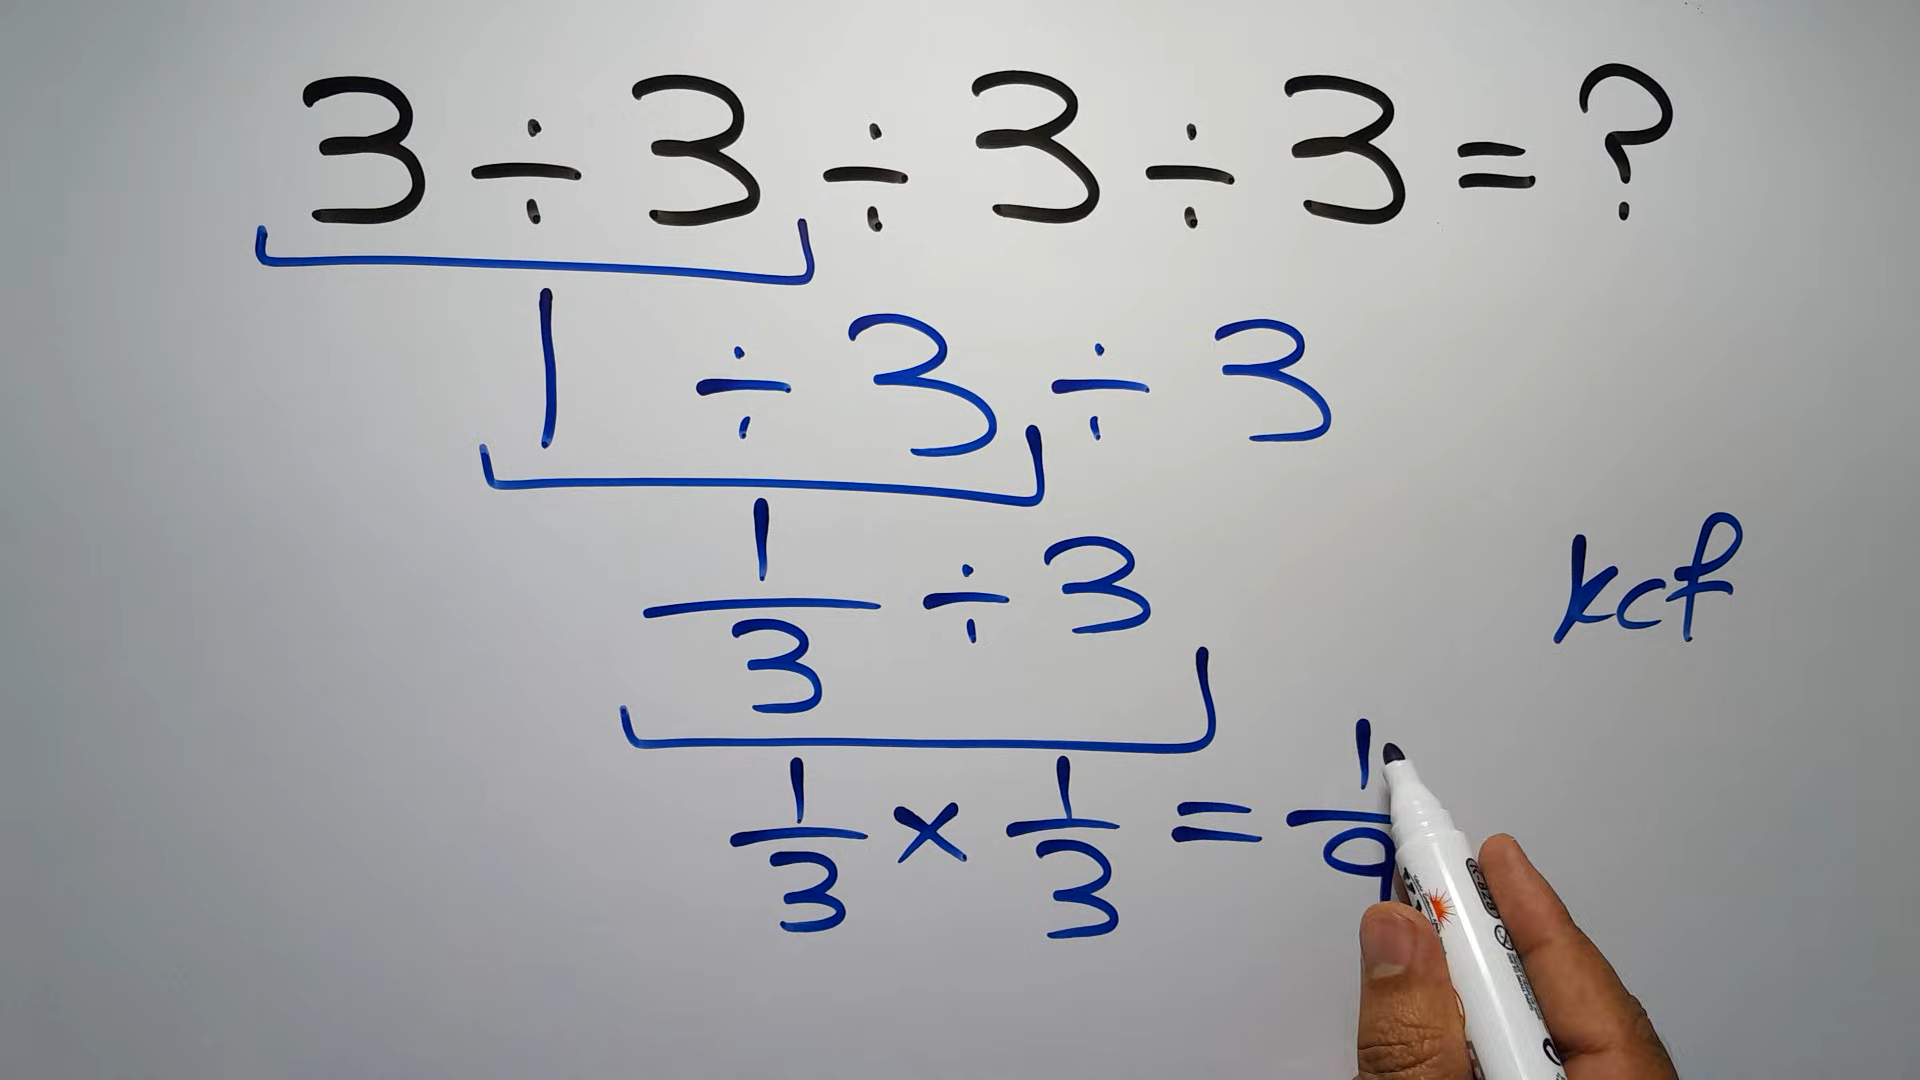 3 ÷ 3 ÷ 3 ÷ 3 = ?
1 ÷ 3 ÷ 3
1/3 ÷ 3
kcf
1/3 × 1/3 = 1/9